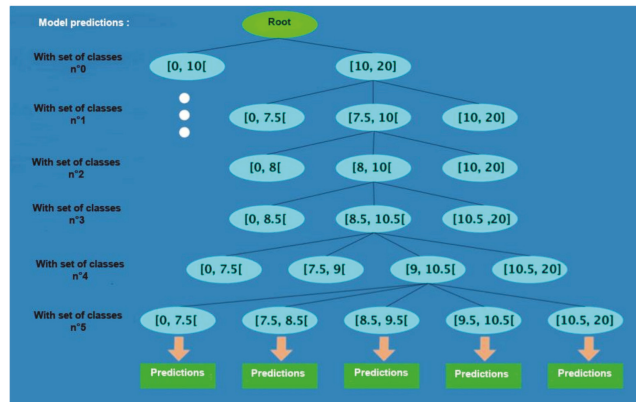 Model predictions :
Root
With set of classes
n°0
[0, 10[
[10, 20]
With set of classes
n°1
[0, 7.5[
[7.5, 10[
[10, 20]
With set of classes
n°2
[0, 8[
[8, 10[
[10, 20]
With set of classes
n°3
[0, 8.5[
[8.5, 10.5[
[10.5 ,20]
With set of classes
n°4
[0, 7.5[
[7.5, 9[
[9, 10.5[
[10.5, 20]
With set of classes
n°5
[0, 7.5[
[7.5, 8.5[
[8.5, 9.5[
[9.5, 10.5[
[10.5, 20]
Predictions
Predictions
Predictions
Predictions
Predictions